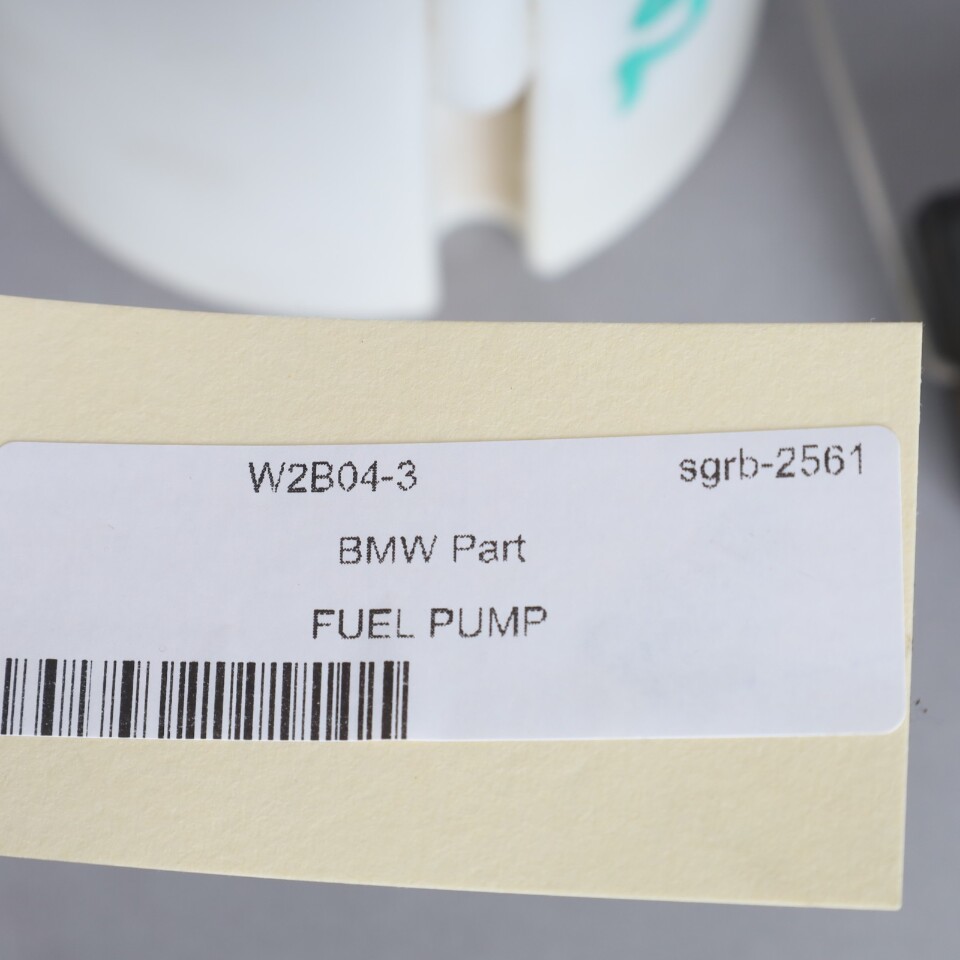 W2B04-3 sgrb-2561
BMW Part
FUEL PUMP